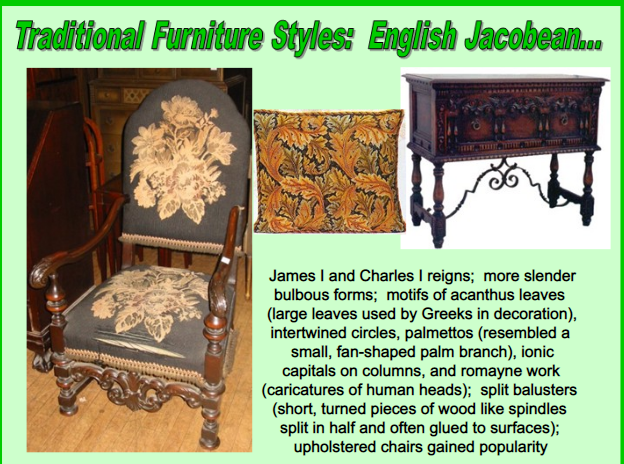 Traditional Furniture Styles:  English Jacobean...
James I and Charles I reigns;  more slender
bulbous forms;  motifs of acanthus leaves
(large leaves used by Greeks in decoration),
intertwined circles, palmettos (resembled a
small, fan-shaped palm branch), ionic
capitals on columns, and romayne work
(caricatures of human heads);  split balusters
(short, turned pieces of wood like spindles
split in half and often glued to surfaces);
upholstered chairs gained popularity